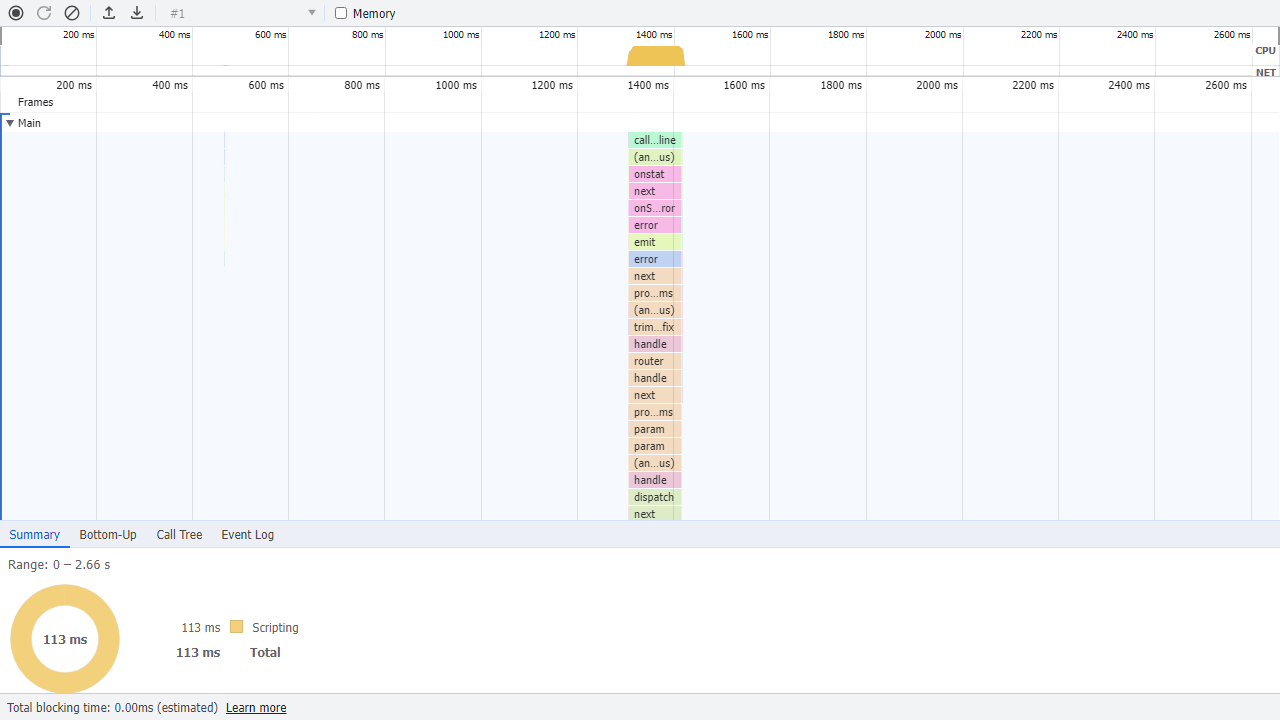 #1 Memory
200 ms 400 ms 600 ms 800 ms 1000 ms 1200 ms 1400 ms 1600 ms 1800 ms 2000 ms 2200 ms 2400 ms 2600 ms
CPU
NET
200 ms 400 ms 600 ms 800 ms 1000 ms 1200 ms 1400 ms 1600 ms 1800 ms 2000 ms 2200 ms 2400 ms 2600 ms
Frames
Main
call...line
(an...us)
onstat
next
onS...ror
error
emit
error
next
pro...ms
(an...us)
trim...fix
handle
router
handle
next
pro...ms
param
param
(an...us)
handle
dispatch
next
Summary Bottom-Up Call Tree Event Log
Range: 0 – 2.66 s
113 ms
113 ms Scripting
113 ms Total
Total blocking time: 0.00ms (estimated) Learn more